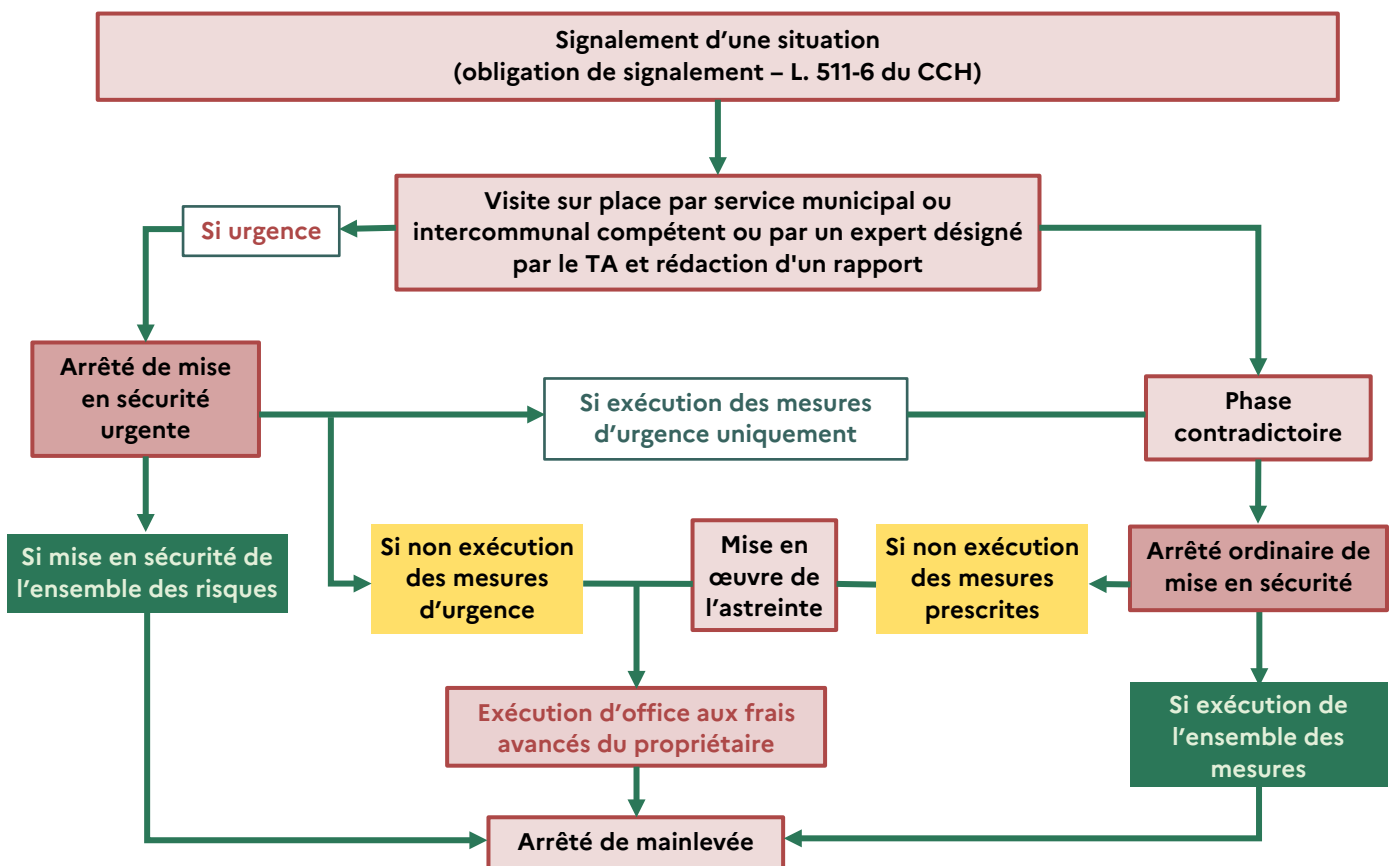 Signalement d’une situation
(obligation de signalement – L. 511-6 du CCH)
Visite sur place par service municipal ou
intercommunal compétent ou par un expert désigné
par le TA et rédaction d'un rapport
Si urgence
Arrêté de mise
en sécurité
urgente
Si exécution des mesures
d’urgence uniquement
Phase
contradictoire
Si mise en sécurité de
l’ensemble des risques
Si non exécution
des mesures
d’urgence
Mise en
œuvre de
l’astreinte
Si non exécution
des mesures
prescrites
Arrêté ordinaire de
mise en sécurité
Exécution d’office aux frais
avancés du propriétaire
Si exécution de
l’ensemble des
mesures
Arrêté de mainlevée